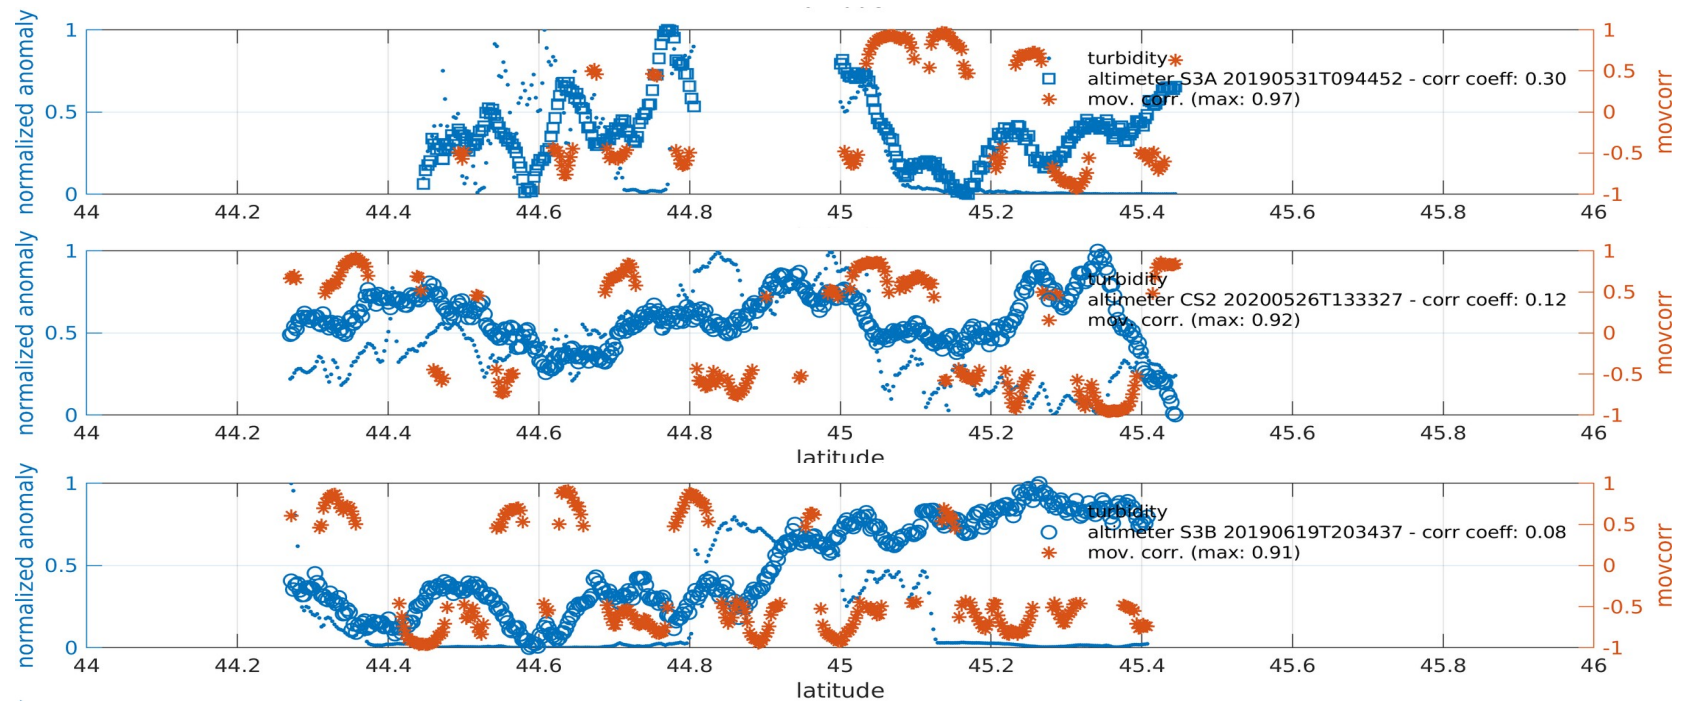 normalized anomaly
1
0.5
0
turbidity
altimeter S3A 20190531T094452 - corr coeff: 0.30
mov. corr. (max: 0.97)
1
0.5
0
-0.5
-1
movcorr
44 44.2 44.4 44.6 44.8 45 45.2 45.4 45.6 45.8 46
normalized anomaly
1
0.5
0
turbidity
altimeter CS2 20200526T133327 - corr coeff: 0.12
mov. corr. (max: 0.92)
1
0.5
0
-0.5
-1
movcorr
44 44.2 44.4 44.6 44.8 45 45.2 45.4 45.6 45.8 46
latitude
normalized anomaly
1
0.5
0
turbidity
altimeter S3B 20190619T203437 - corr coeff: 0.08
mov. corr. (max: 0.91)
1
0.5
0
-0.5
-1
movcorr
44 44.2 44.4 44.6 44.8 45 45.2 45.4 45.6 45.8 46
latitude